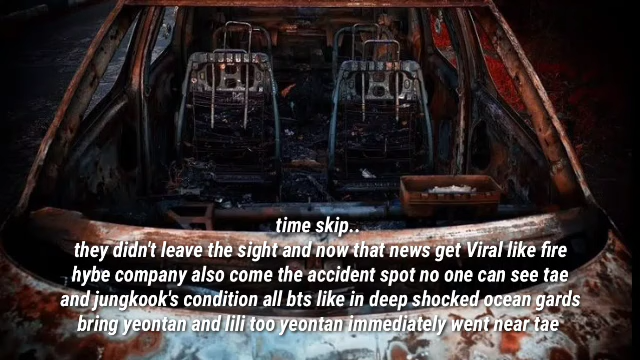 time skip..
they didn't leave the sight and now that news get Viral like fire
hybe company also come the accident spot no one can see tae
and jungkook's condition all bts like in deep shocked ocean gards
bring yeontan and lili too yeontan immediately went near tae